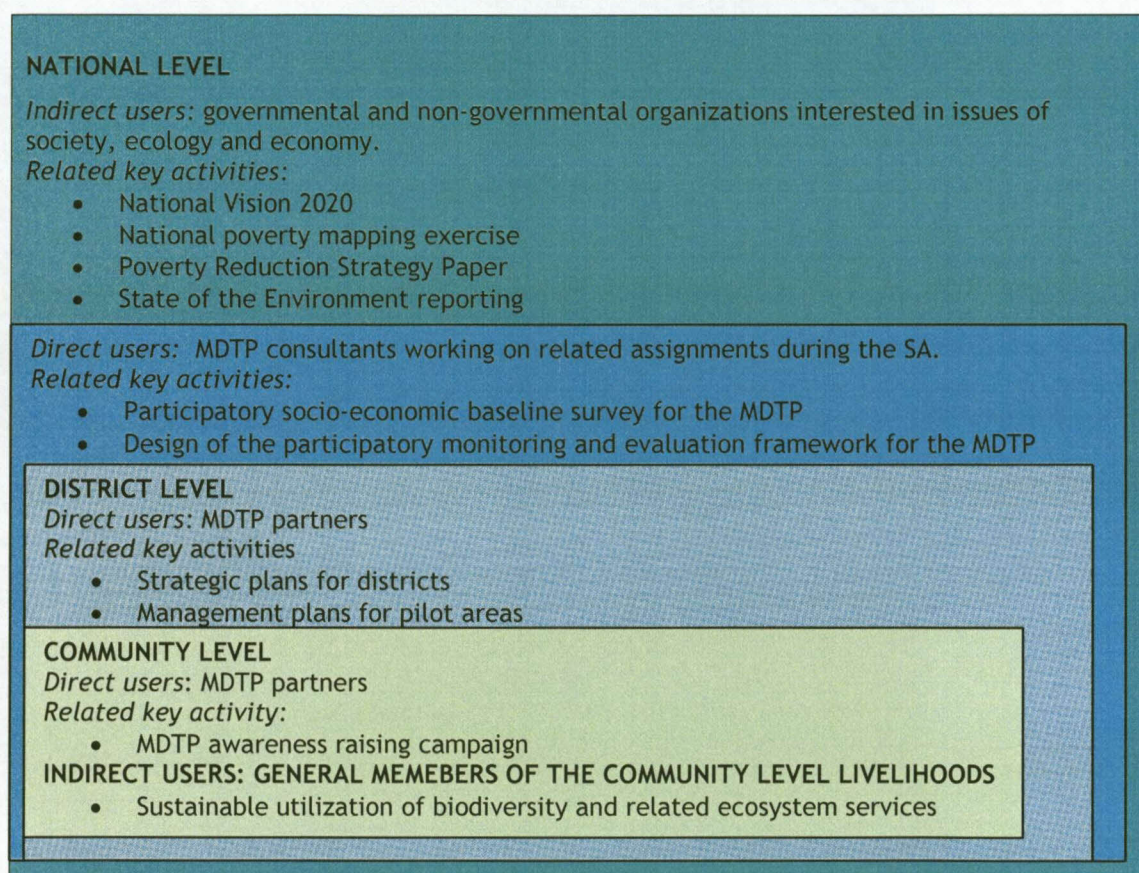 NATIONAL LEVEL
Indirect users: governmental and non-governmental organizations interested in issues of
society, ecology and economy.
Related key activities:
• National Vision 2020
• National poverty mapping exercise
• Poverty Reduction Strategy Paper
• State of the Environment reporting
Direct users: MDTP consultants working on related assignments during the SA.
Related key activities:
• Participatory socio-economic baseline survey for the MDTP
• Design of the participatory monitoring and evaluation framework for the MDTP
DISTRICT LEVEL
Direct users: MDTP partners
Related key activities
• Strategic plans for districts
• Management plans for pilot areas
COMMUNITY LEVEL
Direct users: MDTP partners
Related key activity:
• MDTP awareness raising campaign
INDIRECT USERS: GENERAL MEMEBERS OF THE COMMUNITY LEVEL LIVELIHOODS
• Sustainable utilization of biodiversity and related ecosystem services